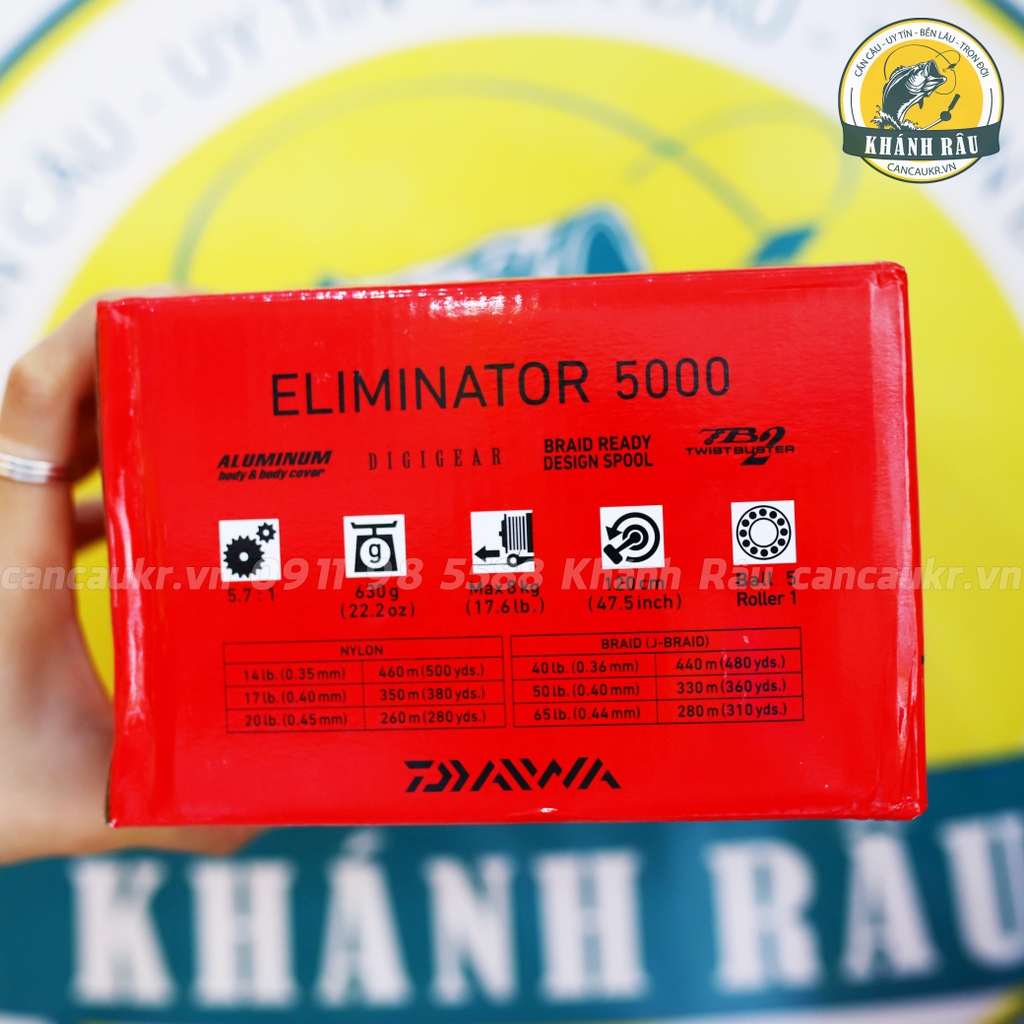 CẦN CÂU - UY TÍN - BỀN LÂU - TRỌN ĐỜI
KHÁNH RÂU
CANCAUKR.VN
ELIMINATOR 5000
ALUMINUM
body & body cover
DIGIGEAR
BRAID READY
DESIGN SPOOL
TB2
TWISTBUSTER
g
5.7 : 1
630 g
(22.2 oz)
Max 8 kg
(17.6 lb.)
120 cm
(47.5 inch)
Ball 5
Roller 1
cancaukr.vn Khánh Râu cancaukr.vn
NYLON
14 lb. (0.35 mm) 460 m (500 yds.)
17 lb. (0.40 mm) 350 m (380 yds.)
20 lb. (0.45 mm) 260 m (280 yds.)
BRAID (J-BRAID)
40 lb. (0.36 mm) 440 m (480 yds.)
50 lb. (0.40 mm) 330 m (360 yds.)
65 lb. (0.44 mm) 280 m (310 yds.)
DAIWA
KHÁNH RÂU